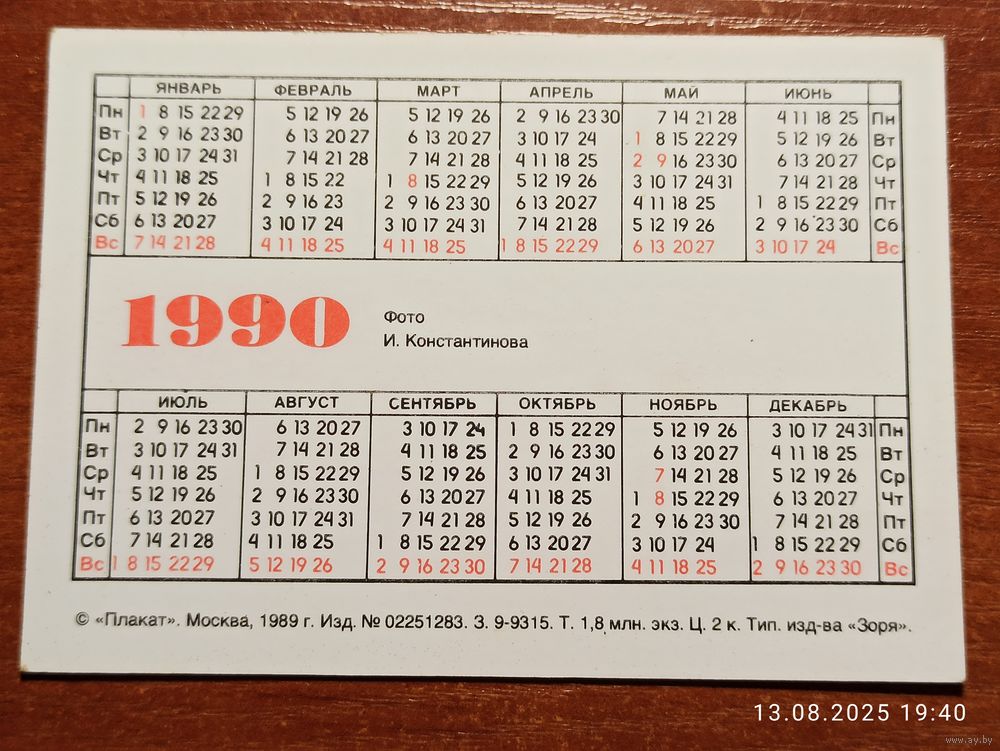 ЯНВАРЬ ФЕВРАЛЬ МАРТ АПРЕЛЬ МАЙ ИЮНЬ
Пн 1 8 15 22 29 5 12 19 26 5 12 19 26 2 9 16 23 30 7 14 21 28 4 11 18 25 Пн
Вт 2 9 16 23 30 6 13 20 27 6 13 20 27 3 10 17 24 1 8 15 22 29 5 12 19 26 Вт
Ср 3 10 17 24 31 7 14 21 28 7 14 21 28 4 11 18 25 2 9 16 23 30 6 13 20 27 Ср
Чт 4 11 18 25 1 8 15 22 1 8 15 22 29 5 12 19 26 3 10 17 24 31 7 14 21 28 Чт
Пт 5 12 19 26 2 9 16 23 2 9 16 23 30 6 13 20 27 4 11 18 25 1 8 15 22 29 Пт
Сб 6 13 20 27 3 10 17 24 3 10 17 24 31 7 14 21 28 5 12 19 26 2 9 16 23 30 Сб
Вс 7 14 21 28 4 11 18 25 4 11 18 25 1 8 15 22 29 6 13 20 27 3 10 17 24 Вс
1990
Фото
И. Константинова
ИЮЛЬ АВГУСТ СЕНТЯБРЬ ОКТЯБРЬ НОЯБРЬ ДЕКАБРЬ
Пн 2 9 16 23 30 6 13 20 27 3 10 17 24 1 8 15 22 29 5 12 19 26 3 10 17 24 31 Пн
Вт 3 10 17 24 31 7 14 21 28 4 11 18 25 2 9 16 23 30 6 13 20 27 4 11 18 25 Вт
Ср 4 11 18 25 1 8 15 22 29 5 12 19 26 3 10 17 24 31 7 14 21 28 5 12 19 26 Ср
Чт 5 12 19 26 2 9 16 23 30 6 13 20 27 4 11 18 25 1 8 15 22 29 6 13 20 27 Чт
Пт 6 13 20 27 3 10 17 24 31 7 14 21 28 5 12 19 26 2 9 16 23 30 7 14 21 28 Пт
Сб 7 14 21 28 4 11 18 25 1 8 15 22 29 6 13 20 27 3 10 17 24 1 8 15 22 29 Сб
Вс 1 8 15 22 29 5 12 19 26 2 9 16 23 30 7 14 21 28 4 11 18 25 2 9 16 23 30 Вс
© «Плакат». Москва, 1989 г. Изд. № 02251283. З. 9-9315. Т. 1,8 млн. экз. Ц. 2 к. Тип. изд-ва «Зоря».
13.08.2025 19:40
www.ay.by